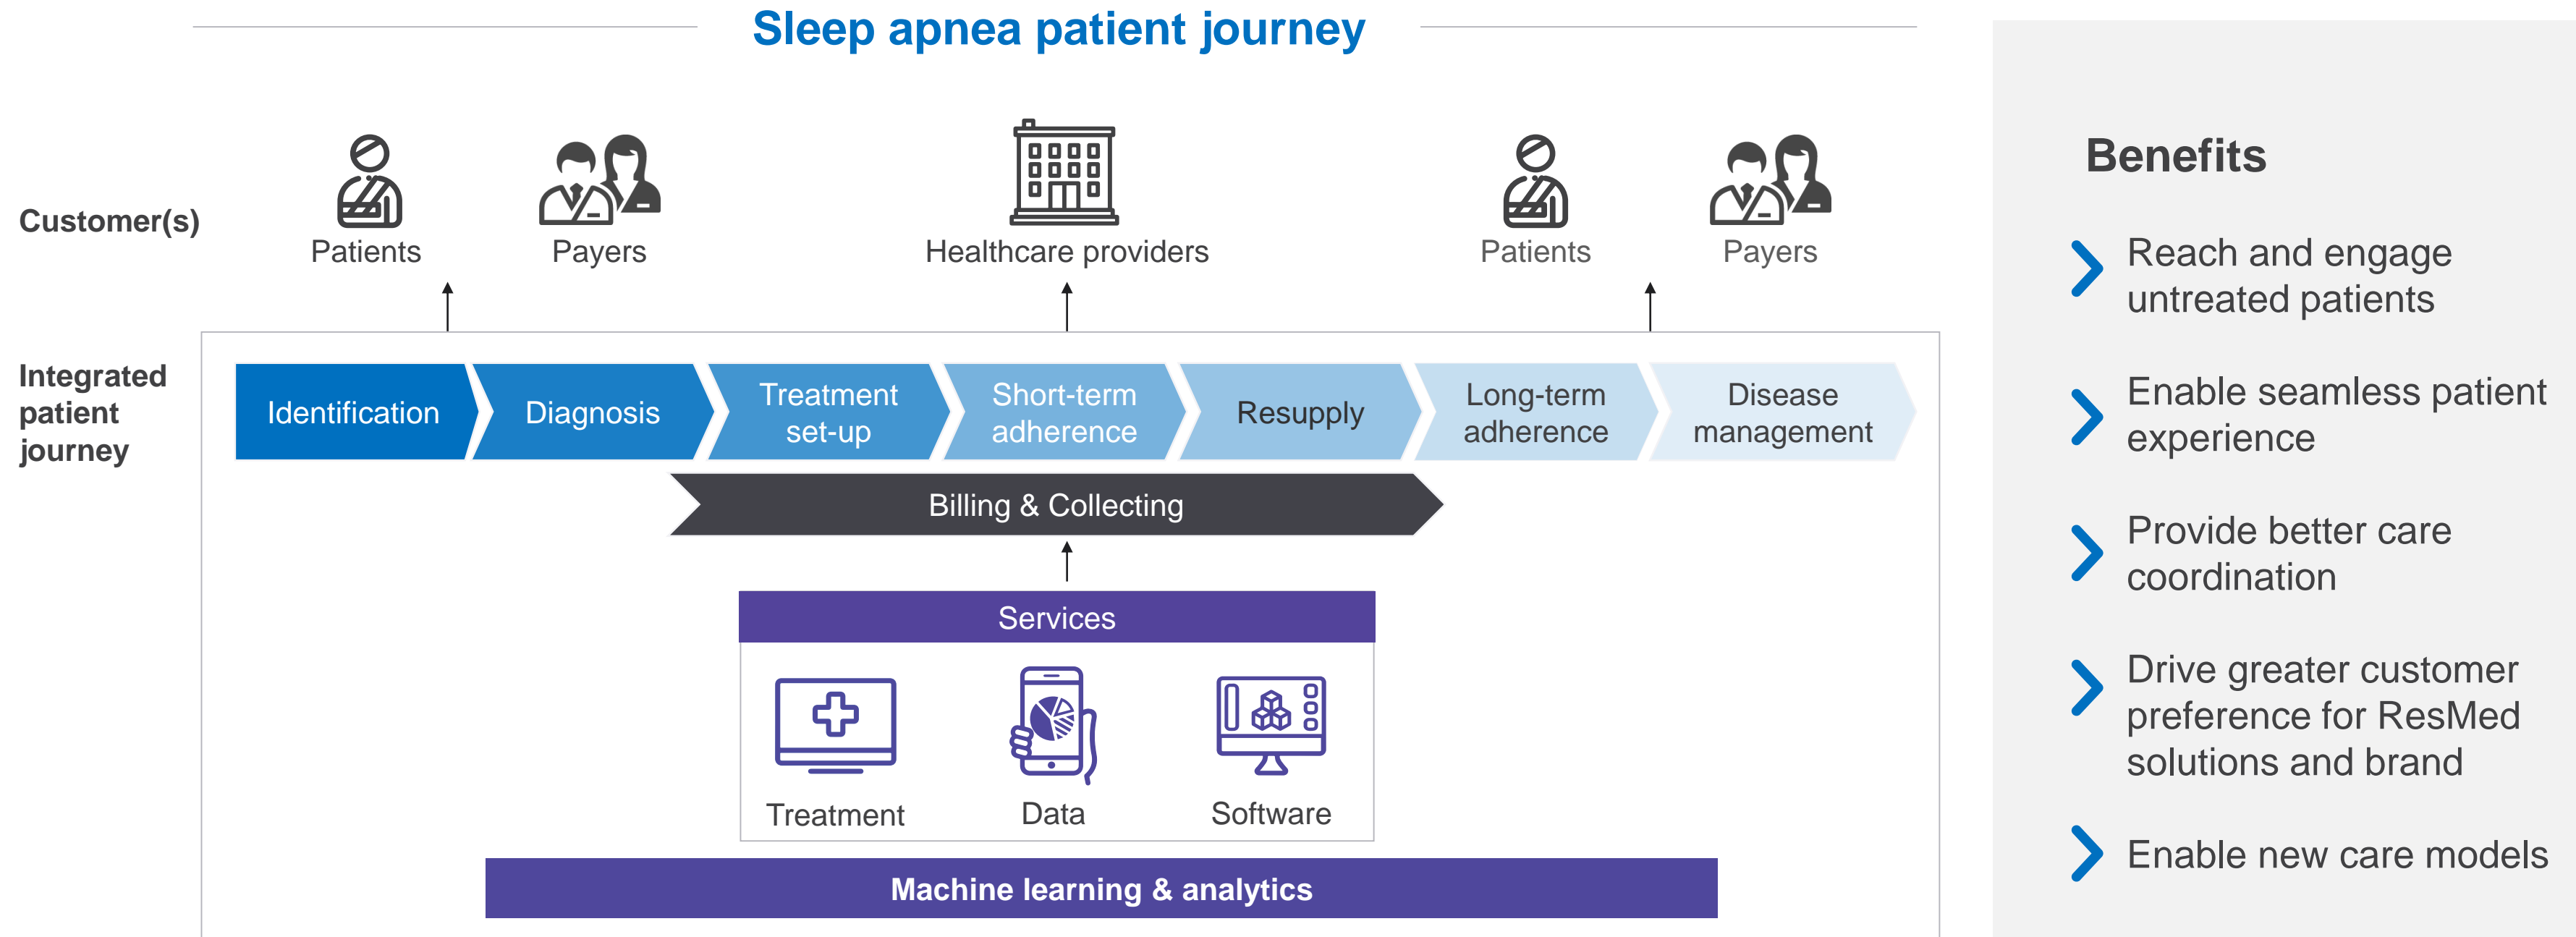 Sleep apnea patient journey
Customer(s)
Patients
Payers
Healthcare providers
Patients
Payers
Integrated
patient
journey
Identification
Diagnosis
Treatment
set-up
Short-term
adherence
Resupply
Long-term
adherence
Disease
management
Billing & Collecting
Services
Treatment
Data
Software
Machine learning & analytics
Benefits
Reach and engage
untreated patients
Enable seamless patient
experience
Provide better care
coordination
Drive greater customer
preference for ResMed
solutions and brand
Enable new care models